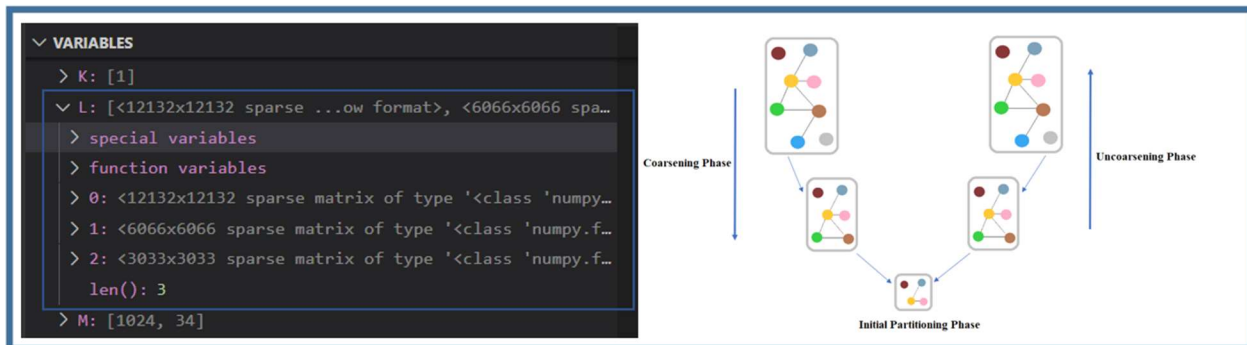 VARIABLES
K: [1]
L: [<12132x12132 sparse ...ow format>, <6066x6066 spa…
special variables
function variables
0: <12132x12132 sparse matrix of type '<class 'numpy…
1: <6066x6066 sparse matrix of type '<class 'numpy.f…
2: <3033x3033 sparse matrix of type '<class 'numpy.f…
len(): 3
M: [1024, 34]
Coarsening Phase
Uncoarsening Phase
Initial Partitioning Phase